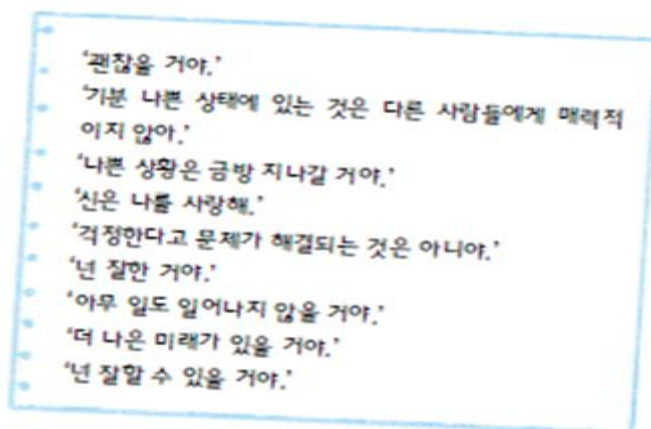 ‘괜찮을 거야.’
‘기분 나쁜 상태에 있는 것은 다른 사람들에게 매력적
이지 않아.’
‘나쁜 상황은 금방 지나갈 거야.’
‘신은 나를 사랑해.’
‘걱정한다고 문제가 해결되는 것은 아니야.’
‘넌 잘한 거야.’
‘아무 일도 일어나지 않을 거야.’
‘더 나은 미래가 있을 거야.’
‘넌 잘할 수 있을 거야.’